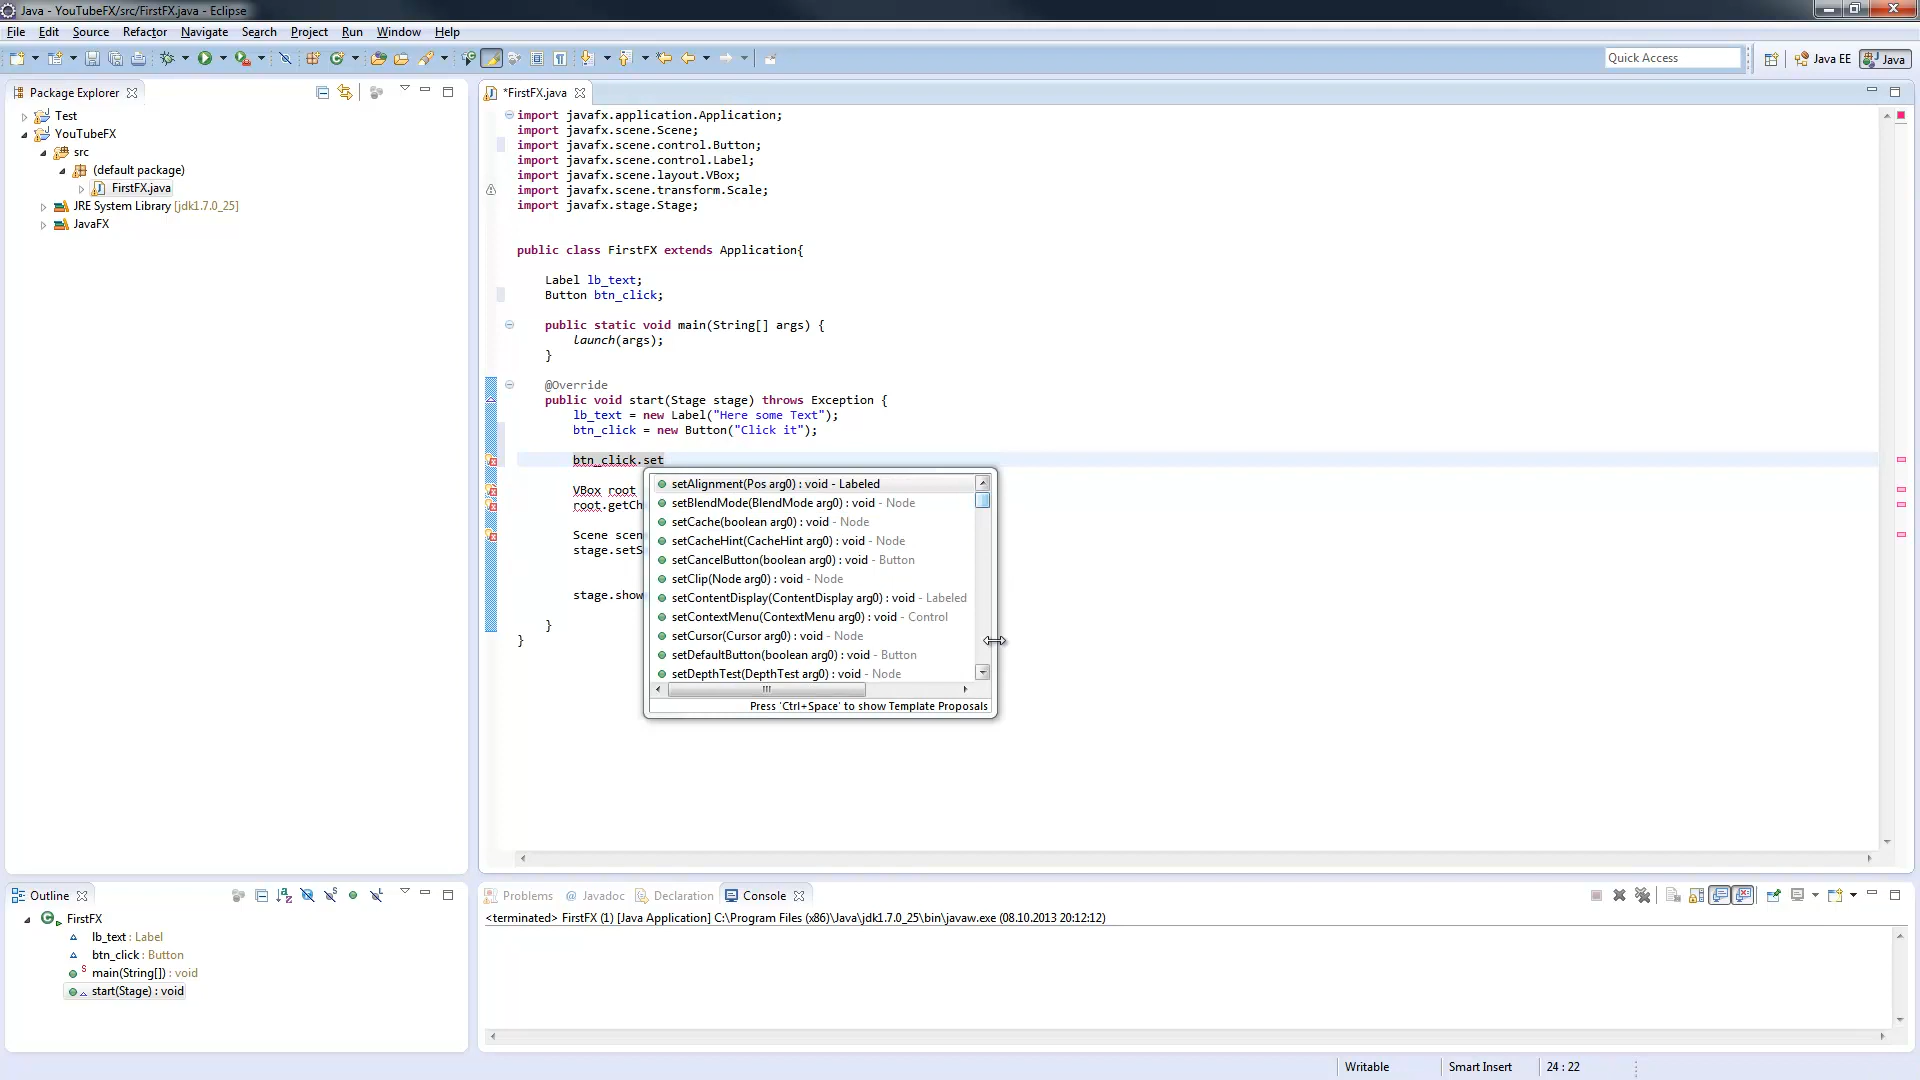 Java - YouTubeFX/src/FirstFX.java - Eclipse
File Edit Source Refactor Navigate Search Project Run Window Help
Quick Access Java EE Java
Package Explorer
Test
YouTubeFX
src
(default package)
FirstFX.java
JRE System Library [jdk1.7.0_25]
JavaFX
*FirstFX.java
import javafx.application.Application;
import javafx.scene.Scene;
import javafx.scene.control.Button;
import javafx.scene.control.Label;
import javafx.scene.layout.VBox;
import javafx.scene.transform.Scale;
import javafx.stage.Stage;
public class FirstFX extends Application{
Label lb_text;
Button btn_click;
public static void main(String[] args) {
launch(args);
}
@Override
public void start(Stage stage) throws Exception {
lb_text = new Label("Here some Text");
btn_click = new Button("Click it");
btn_click.set
VBox root
root.getCh
Scene scen
stage.setS
stage.show
}
}
setAlignment(Pos arg0) : void - Labeled
setBlendMode(BlendMode arg0) : void - Node
setCache(boolean arg0) : void - Node
setCacheHint(CacheHint arg0) : void - Node
setCancelButton(boolean arg0) : void - Button
setClip(Node arg0) : void - Node
setContentDisplay(ContentDisplay arg0) : void - Labeled
setContextMenu(ContextMenu arg0) : void - Control
setCursor(Cursor arg0) : void - Node
setDefaultButton(boolean arg0) : void - Button
setDepthTest(DepthTest arg0) : void - Node
Press 'Ctrl+Space' to show Template Proposals
Outline
FirstFX
lb_text : Label
btn_click : Button
main(String[]) : void
start(Stage) : void
Problems Javadoc Declaration Console
<terminated> FirstFX (1) [Java Application] C:\Program Files (x86)\Java\jdk1.7.0_25\bin\javaw.exe (08.10.2013 20:12:12)
Writable Smart Insert 24 : 22